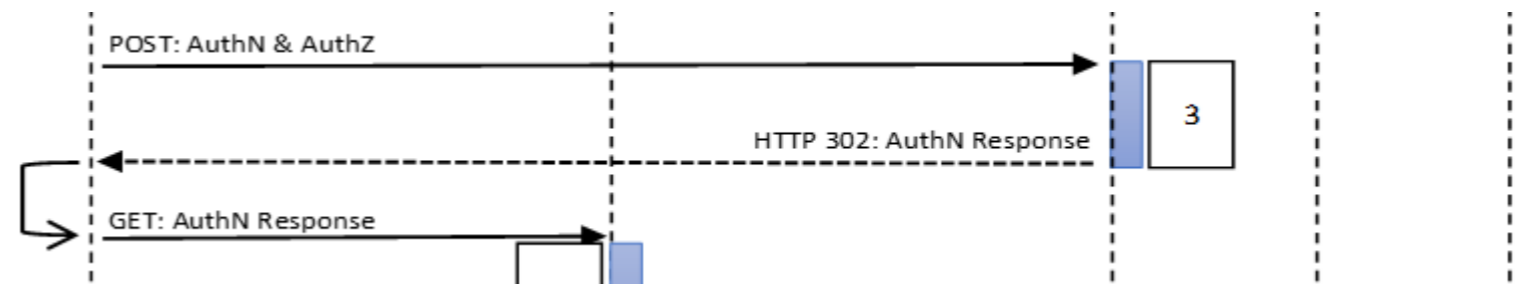 POST: AuthN & AuthZ
3
HTTP 302: AuthN Response
GET: AuthN Response